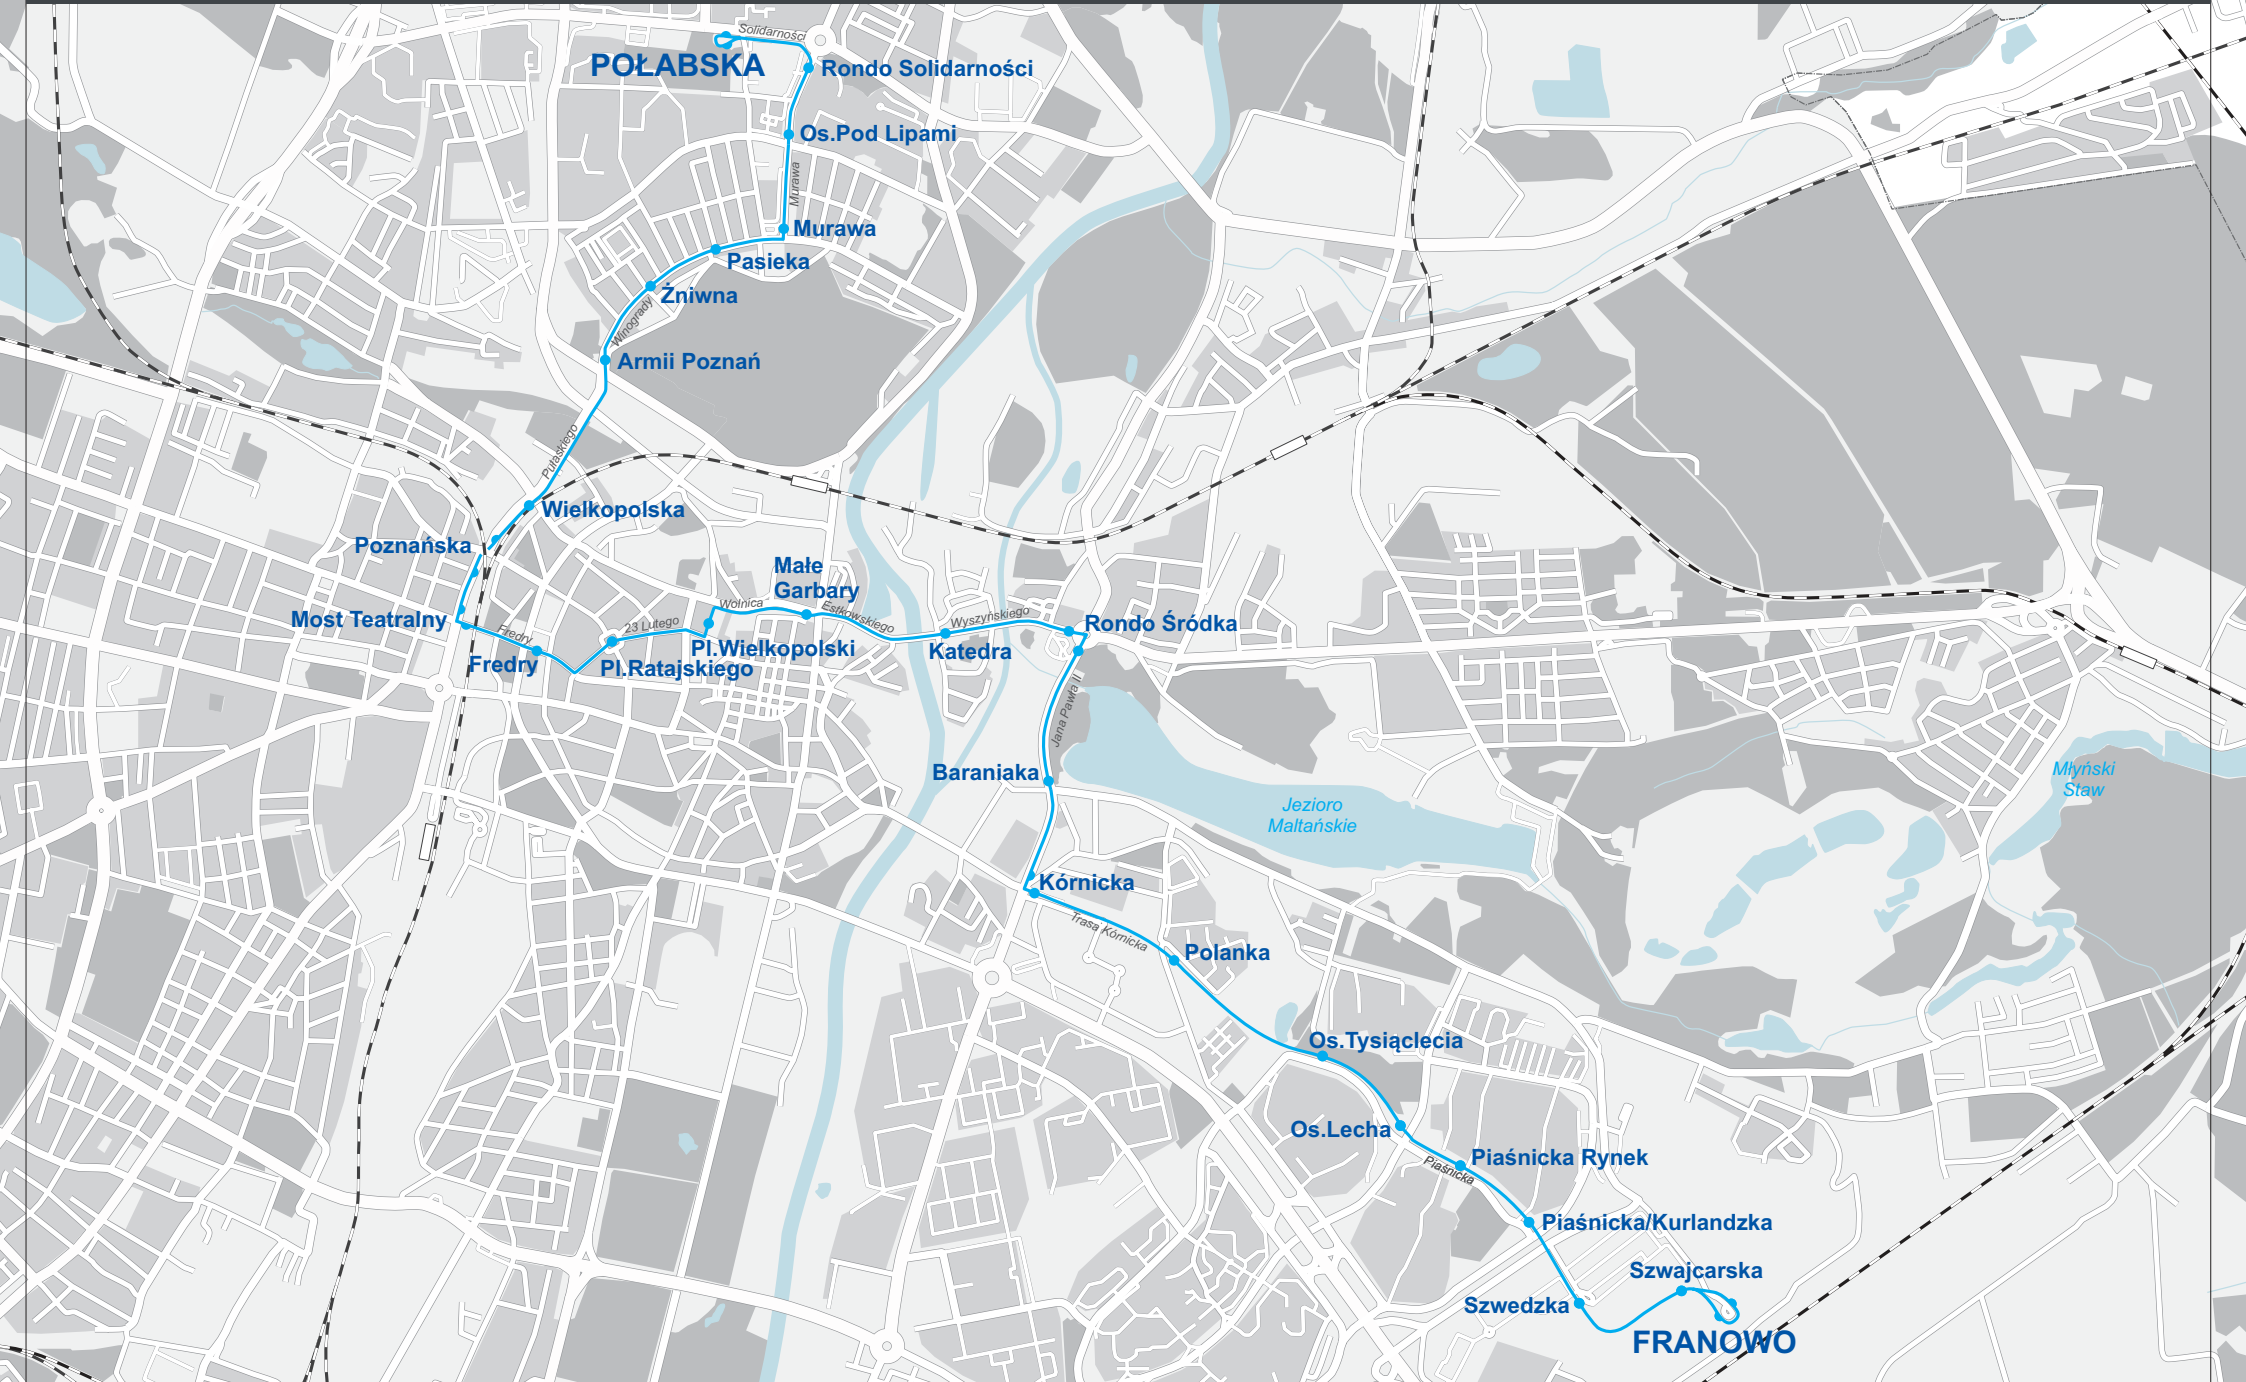 Solidarności
POŁABSKA
Rondo Solidarności
Os.Pod Lipami
Murawa
Murawa
Pasieka
Żniwna
Winogrady
Armii Poznań
Pułaskiego
Wielkopolska
Poznańska
Most Teatralny
Fredry
Fredry
Pl.Ratajskiego
23 Lutego
Pl.Wielkopolski
Wolnica
Małe
Garbary
Estkowskiego
Katedra
Wyszyńskiego
Rondo Śródka
Jana Pawła II
Baraniaka
Jezioro
Maltańskie
Młyński
Staw
Kórnicka
Trasa Kórnicka
Polanka
Os.Tysiąclecia
Os.Lecha
Piaśnicka
Piaśnicka Rynek
Piaśnicka/Kurlandzka
Szwajcarska
Szwedzka
FRANOWO